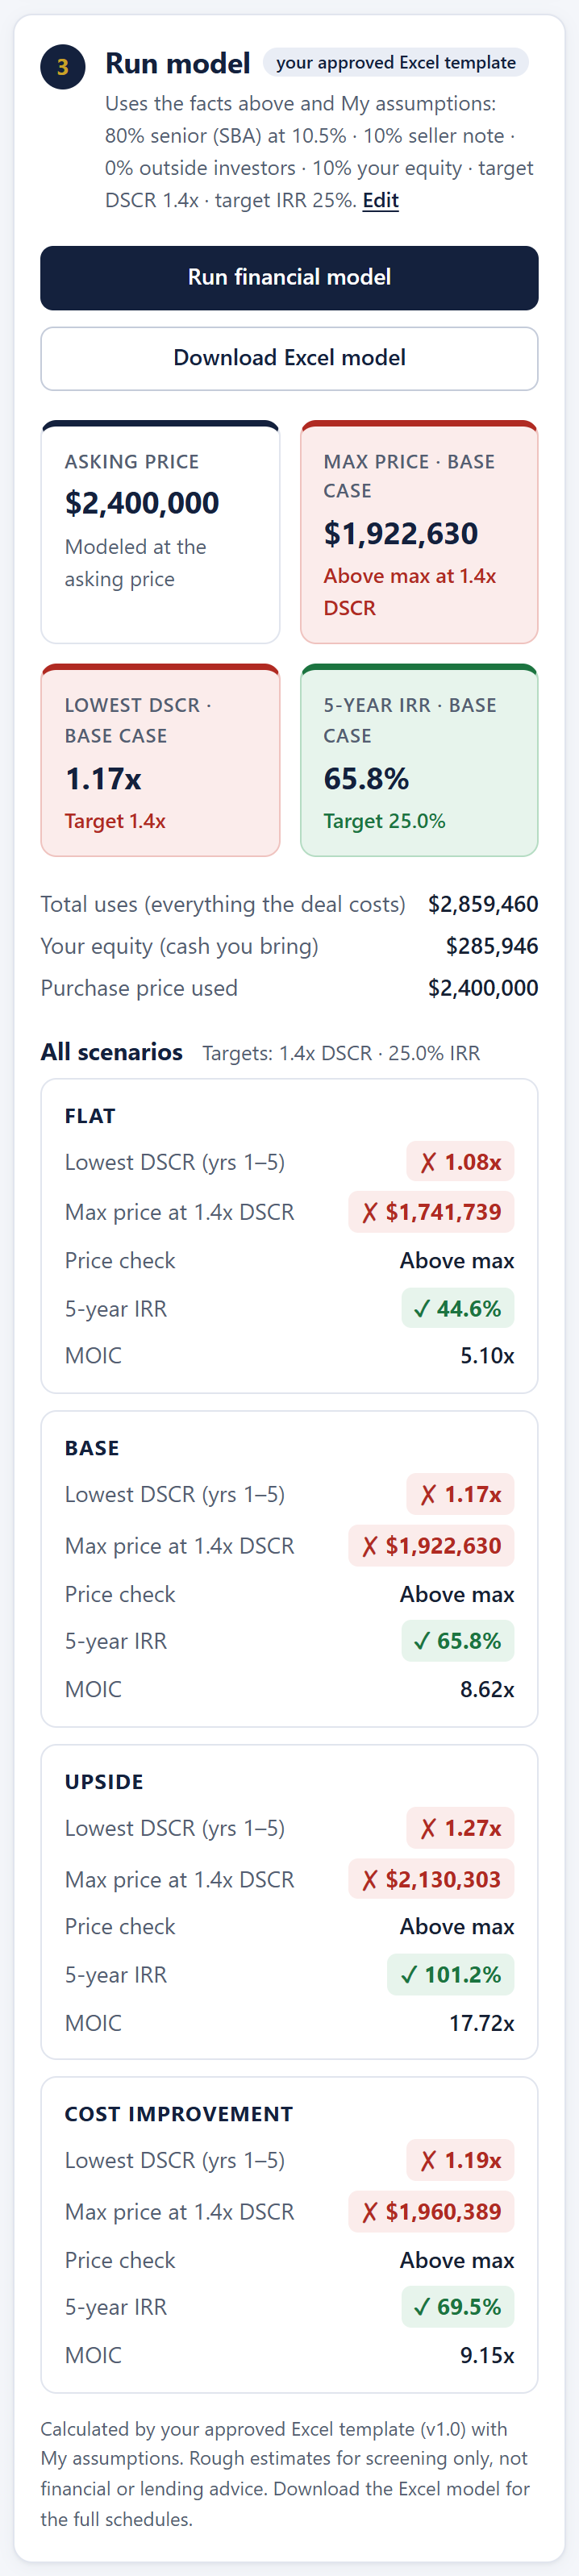 3
Run model your approved Excel template
Uses the facts above and My assumptions:
80% senior (SBA) at 10.5% · 10% seller note ·
0% outside investors · 10% your equity · target
DSCR 1.4x · target IRR 25%. Edit
Run financial model
Download Excel model
ASKING PRICE
$2,400,000
Modeled at the
asking price
MAX PRICE · BASE
CASE
$1,922,630
Above max at 1.4x
DSCR
LOWEST DSCR ·
BASE CASE
1.17x
Target 1.4x
5-YEAR IRR · BASE
CASE
65.8%
Target 25.0%
Total uses (everything the deal costs) $2,859,460
Your equity (cash you bring) $285,946
Purchase price used $2,400,000
All scenarios Targets: 1.4x DSCR · 25.0% IRR
FLAT
Lowest DSCR (yrs 1–5) ✗ 1.08x
Max price at 1.4x DSCR ✗ $1,741,739
Price check Above max
5-year IRR ✓ 44.6%
MOIC 5.10x
BASE
Lowest DSCR (yrs 1–5) ✗ 1.17x
Max price at 1.4x DSCR ✗ $1,922,630
Price check Above max
5-year IRR ✓ 65.8%
MOIC 8.62x
UPSIDE
Lowest DSCR (yrs 1–5) ✗ 1.27x
Max price at 1.4x DSCR ✗ $2,130,303
Price check Above max
5-year IRR ✓ 101.2%
MOIC 17.72x
COST IMPROVEMENT
Lowest DSCR (yrs 1–5) ✗ 1.19x
Max price at 1.4x DSCR ✗ $1,960,389
Price check Above max
5-year IRR ✓ 69.5%
MOIC 9.15x
Calculated by your approved Excel template (v1.0) with
My assumptions. Rough estimates for screening only, not
financial or lending advice. Download the Excel model for
the full schedules.